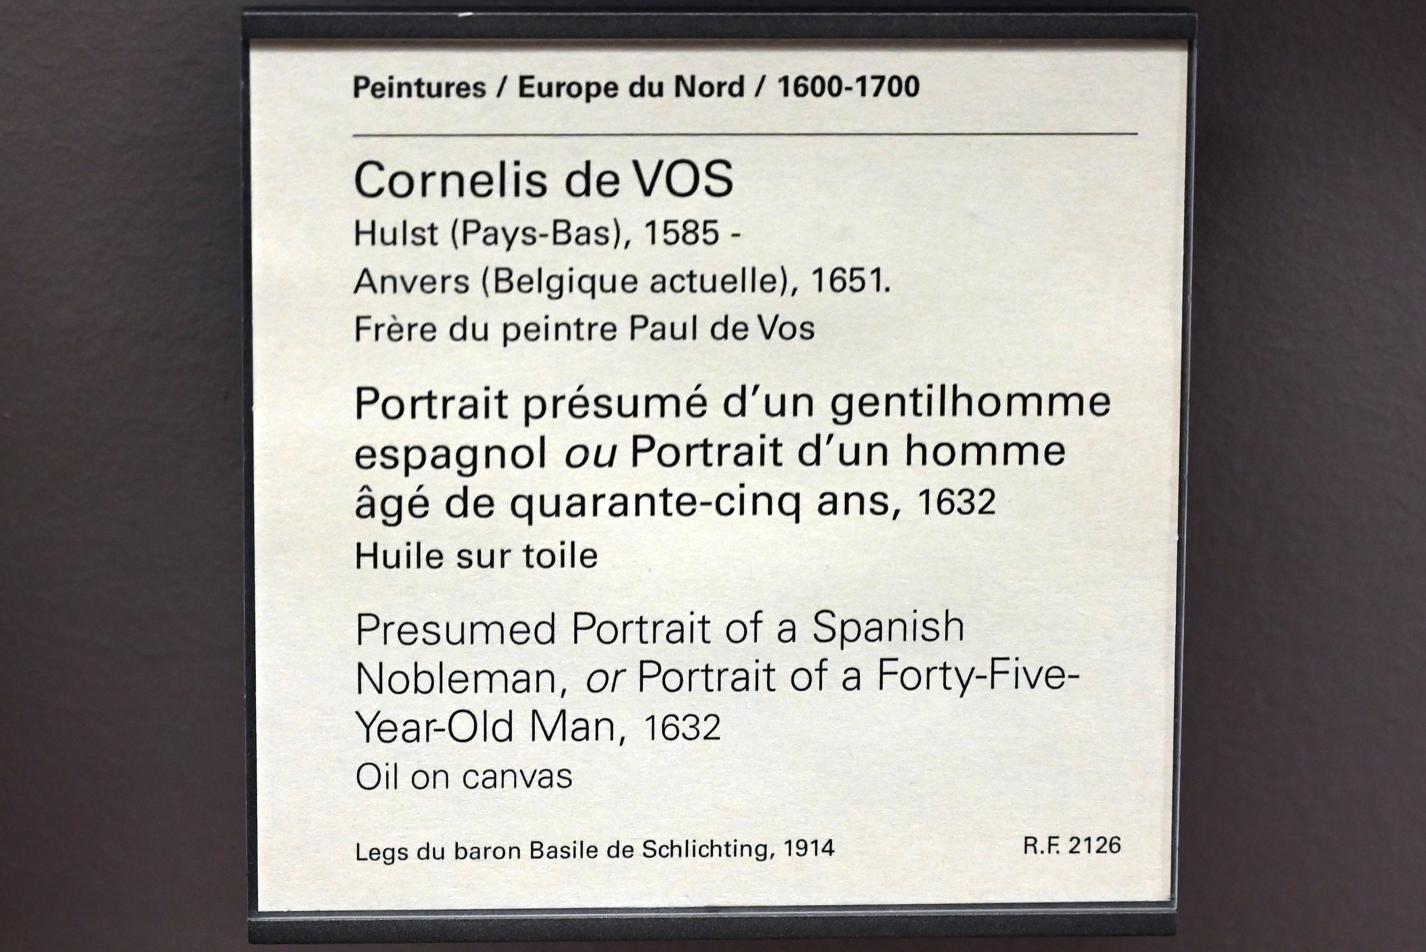 Peintures / Europe du Nord / 1600-1700
Cornelis de VOS
Hulst (Pays-Bas), 1585 -
Anvers (Belgique actuelle), 1651.
Frère du peintre Paul de Vos
Portrait présumé d'un gentilhomme
espagnol ou Portrait d'un homme
âgé de quarante-cinq ans, 1632
Huile sur toile
Presumed Portrait of a Spanish
Nobleman, or Portrait of a Forty-Five-
Year-Old Man, 1632
Oil on canvas
Legs du baron Basile de Schlichting, 1914 R.F. 2126